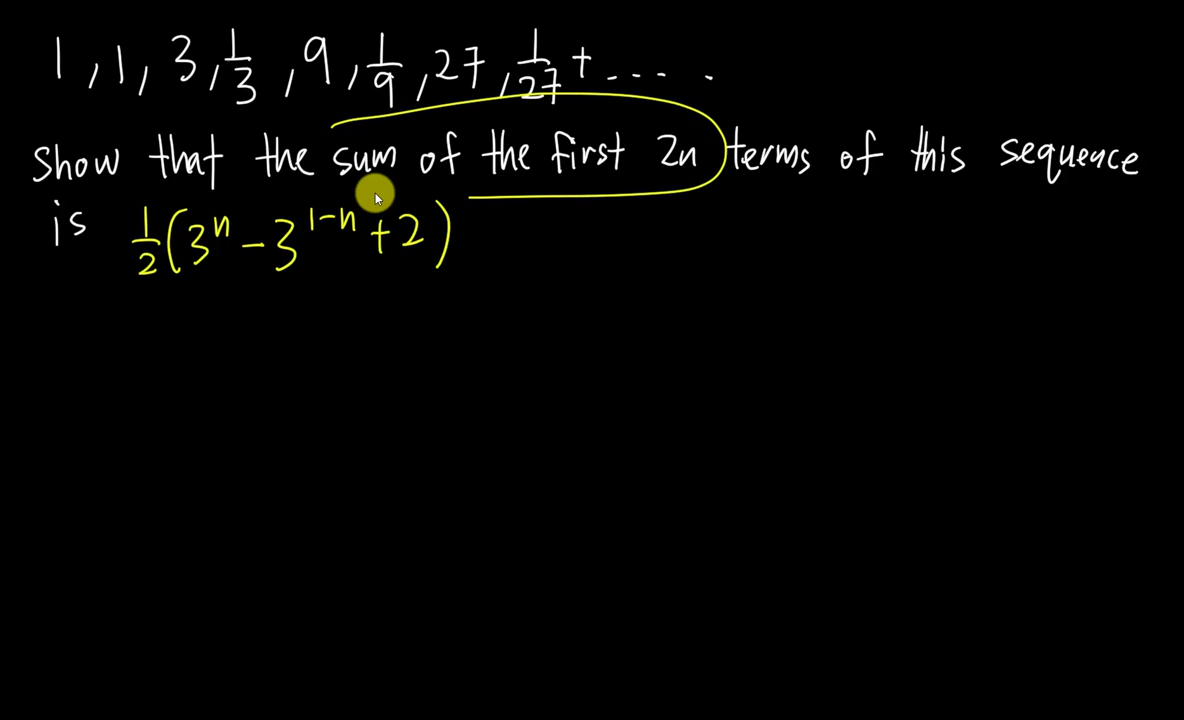 1, 1, 3, 1/3, 9, 1/9, 27, 1/27 + .... .
show that the sum of the first 2n terms of this sequence
is 1/2(3^n - 3^(1-n) + 2)